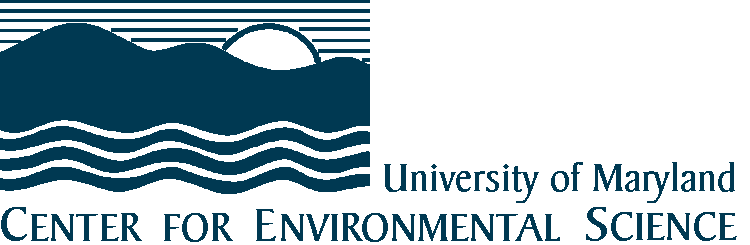 University of Maryland
CENTER FOR ENVIRONMENTAL SCIENCE